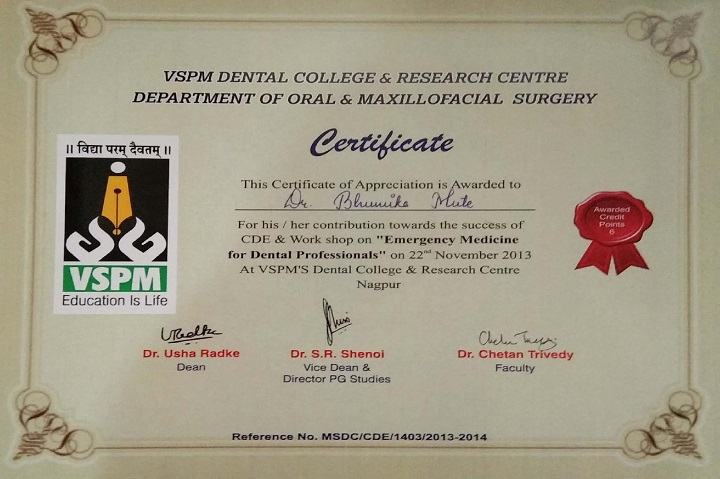 VSPM DENTAL COLLEGE & RESEARCH CENTRE
DEPARTMENT OF ORAL & MAXILLOFACIAL SURGERY
Certificate
|| विद्या परम् दैवतम् ||
VSPM
Education Is Life
This Certificate of Appreciation is Awarded to
Dr. Bhumika Mute
For his / her contribution towards the success of
CDE & Work shop on "Emergency Medicine
for Dental Professionals" on 22nd November 2013
At VSPM'S Dental College & Research Centre
Nagpur
Awarded
Credit
Points
6
Dr. Usha Radke
Dean
Dr. S.R. Shenoi
Vice Dean &
Director PG Studies
Dr. Chetan Trivedy
Faculty
Reference No. MSDC/CDE/1403/2013-2014